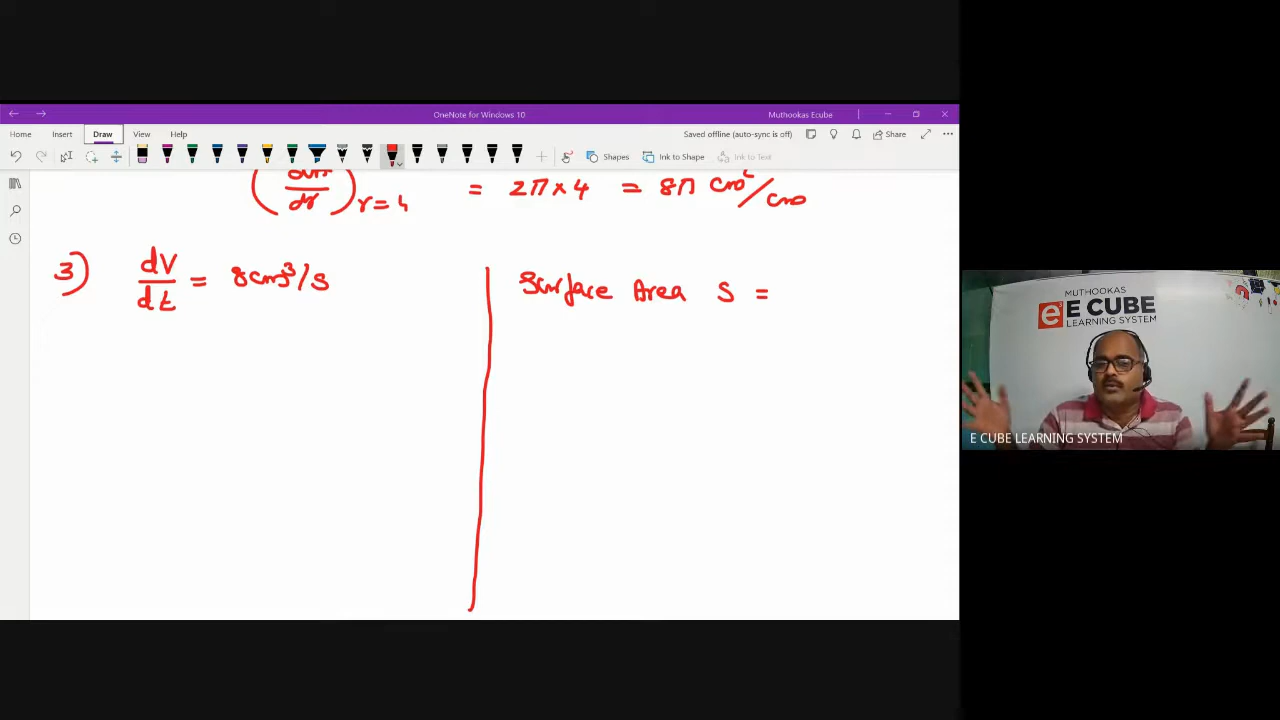 OneNote for Windows 10
Muthookas Ecube
Home Insert Draw View Help
Saved offline (auto-sync is off)
Share
Shapes
Ink to Shape
Ink to Text
dr r=4 = 2π×4 = 8π cm²/cm
3) dV/dt = 8cm³/s
Surface Area S =
MUTHOOKAS
e³ E CUBE
LEARNING SYSTEM
E CUBE LEARNING SYSTEM